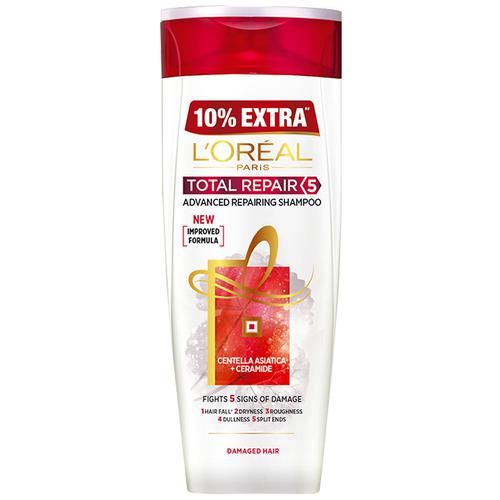 10% EXTRA**
L'ORÉAL
PARIS
TOTAL REPAIR 5
ADVANCED REPAIRING SHAMPOO
NEW
IMPROVED
FORMULA
CENTELLA ASIATICA
+ CERAMIDE
FIGHTS 5 SIGNS OF DAMAGE
1 HAIR FALL* 2 DRYNESS 3 ROUGHNESS
4 DULLNESS 5 SPLIT ENDS
DAMAGED HAIR